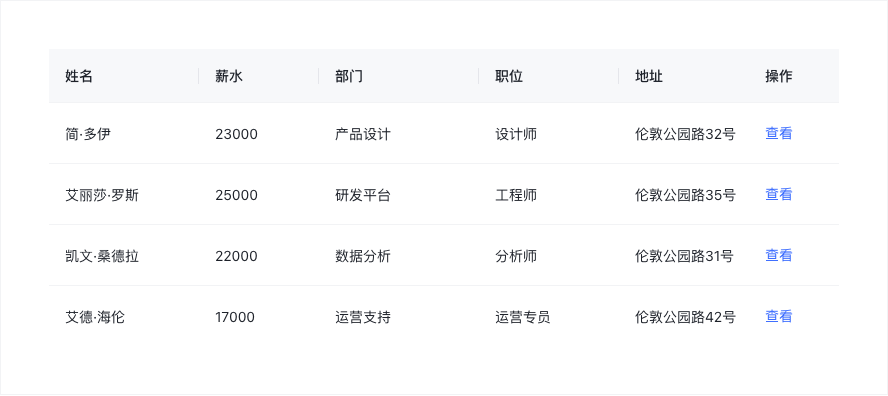 姓名 薪水 部门 职位 地址 操作
简·多伊 23000 产品设计 设计师 伦敦公园路32号 查看
艾丽莎·罗斯 25000 研发平台 工程师 伦敦公园路35号 查看
凯文·桑德拉 22000 数据分析 分析师 伦敦公园路31号 查看
艾德·海伦 17000 运营支持 运营专员 伦敦公园路42号 查看